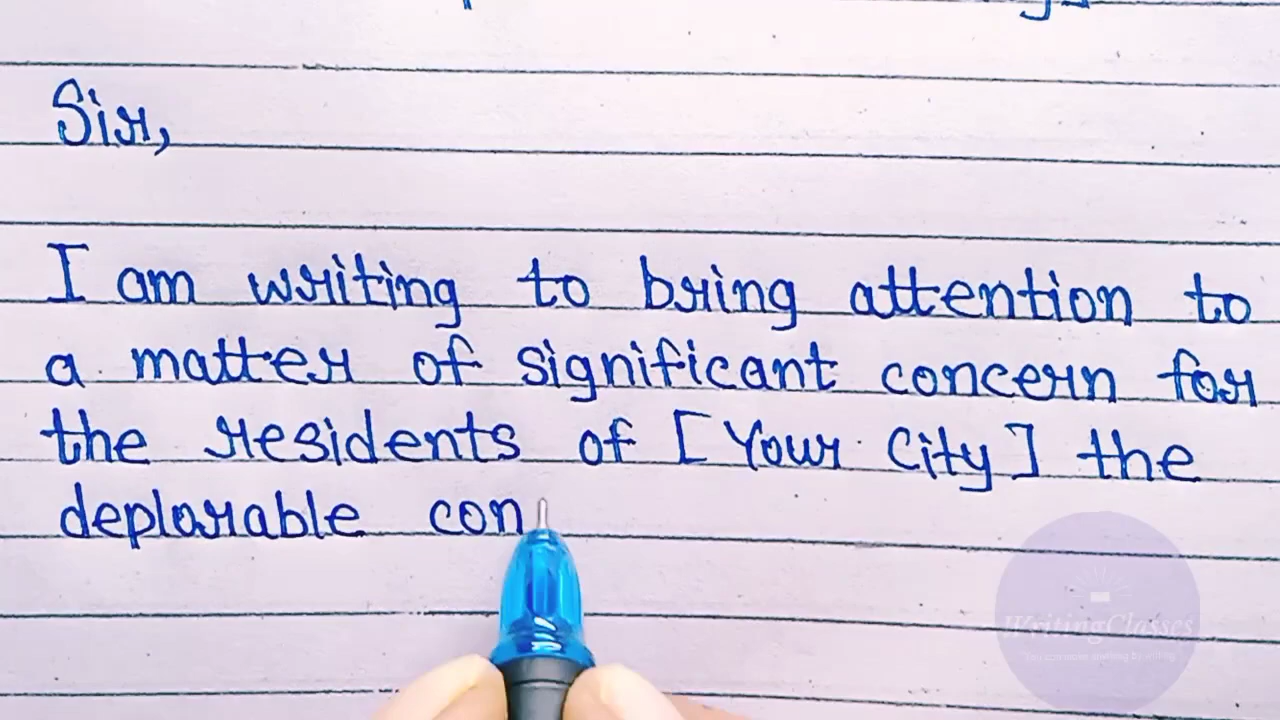 Sir,
I am writing to bring attention to
a matter of significant concern for
the residents of [Your City] the
deplorable con
WritingClasses